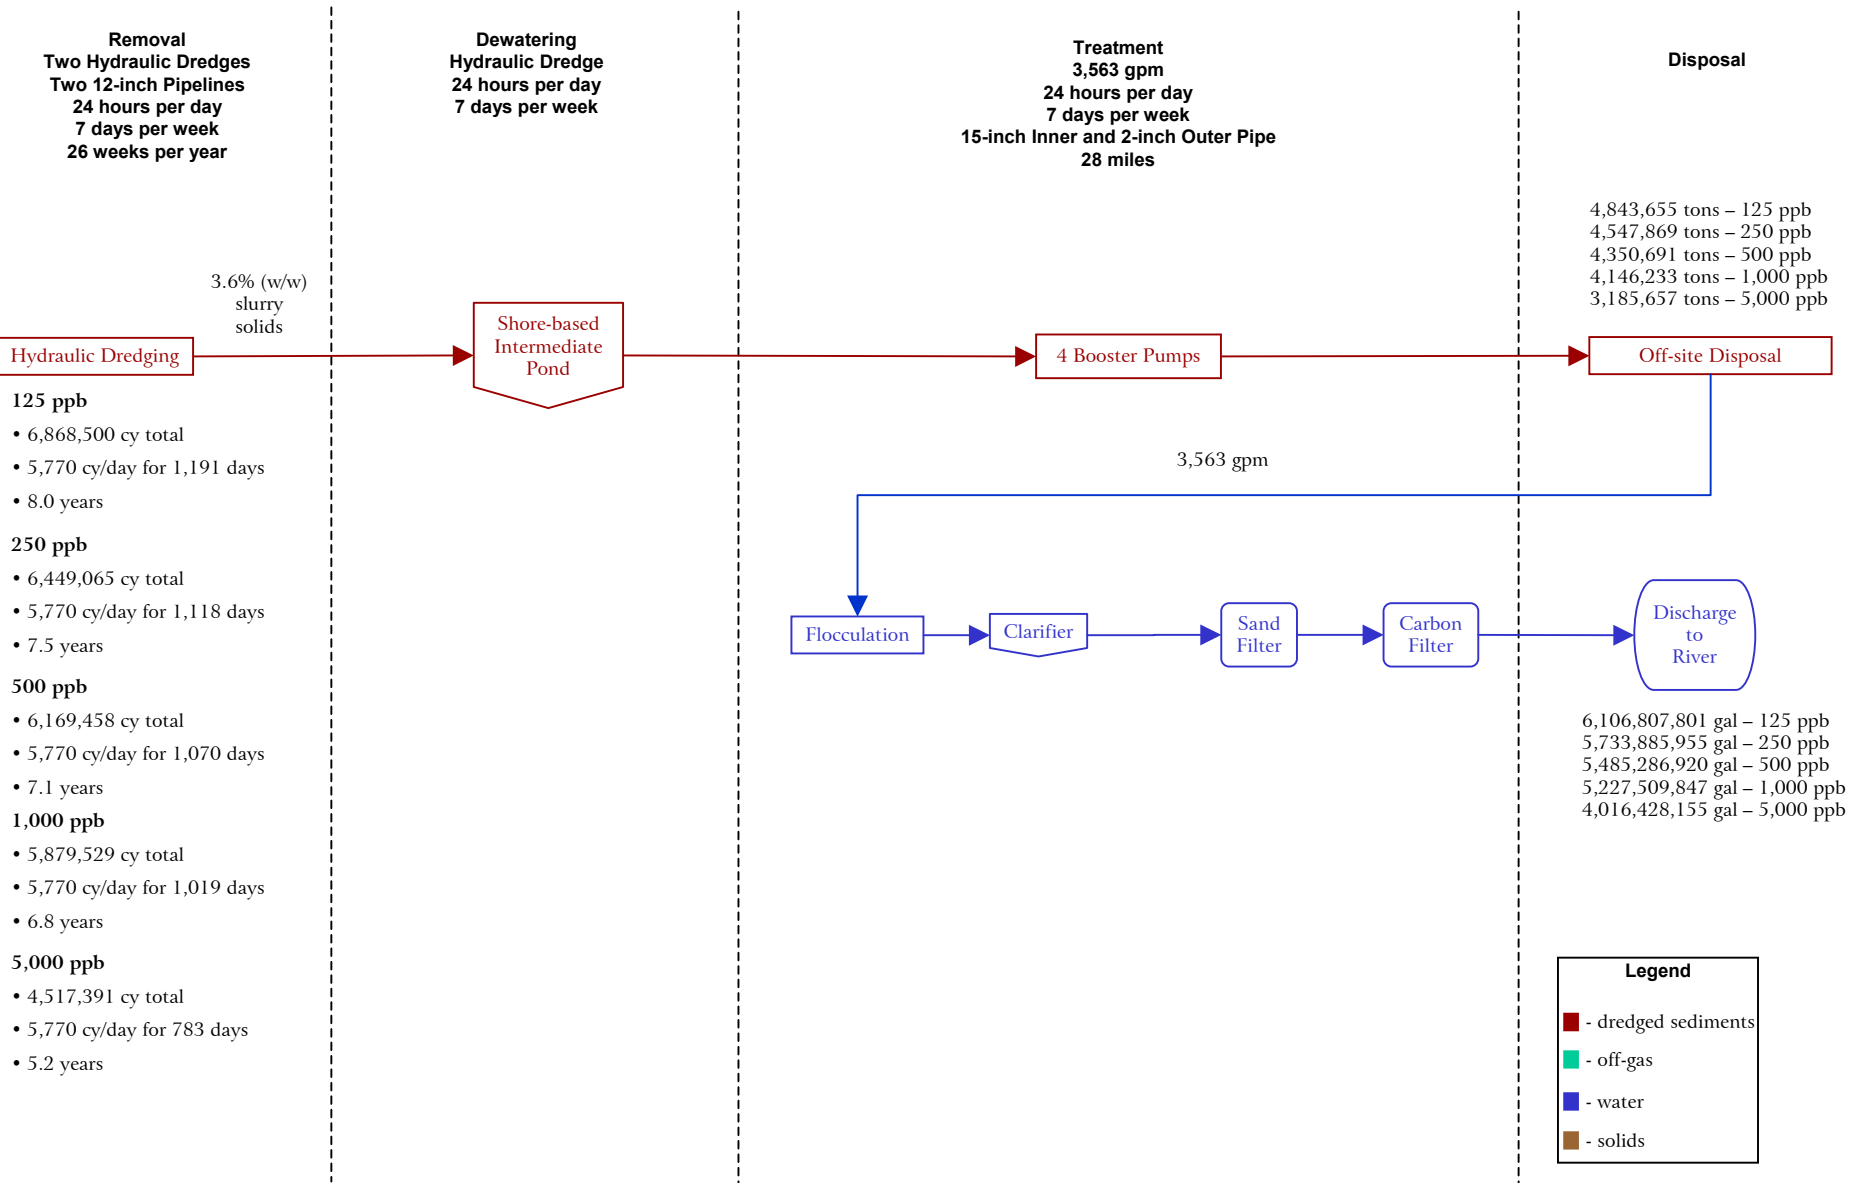 Removal
Two Hydraulic Dredges
Two 12-inch Pipelines
24 hours per day
7 days per week
26 weeks per year
Dewatering
Hydraulic Dredge
24 hours per day
7 days per week
Treatment
3,563 gpm
24 hours per day
7 days per week
15-inch Inner and 2-inch Outer Pipe
28 miles
Disposal
4,843,655 tons – 125 ppb
4,547,869 tons – 250 ppb
4,350,691 tons – 500 ppb
4,146,233 tons – 1,000 ppb
3,185,657 tons – 5,000 ppb
3.6% (w/w)
slurry
solids
Hydraulic Dredging
Shore-based
Intermediate
Pond
4 Booster Pumps
Off-site Disposal
125 ppb
• 6,868,500 cy total
• 5,770 cy/day for 1,191 days
• 8.0 years
250 ppb
• 6,449,065 cy total
• 5,770 cy/day for 1,118 days
• 7.5 years
500 ppb
• 6,169,458 cy total
• 5,770 cy/day for 1,070 days
• 7.1 years
1,000 ppb
• 5,879,529 cy total
• 5,770 cy/day for 1,019 days
• 6.8 years
5,000 ppb
• 4,517,391 cy total
• 5,770 cy/day for 783 days
• 5.2 years
3,563 gpm
Flocculation
Clarifier
Sand
Filter
Carbon
Filter
Discharge
to
River
6,106,807,801 gal – 125 ppb
5,733,885,955 gal – 250 ppb
5,485,286,920 gal – 500 ppb
5,227,509,847 gal – 1,000 ppb
4,016,428,155 gal – 5,000 ppb
Legend
- dredged sediments
- off-gas
- water
- solids